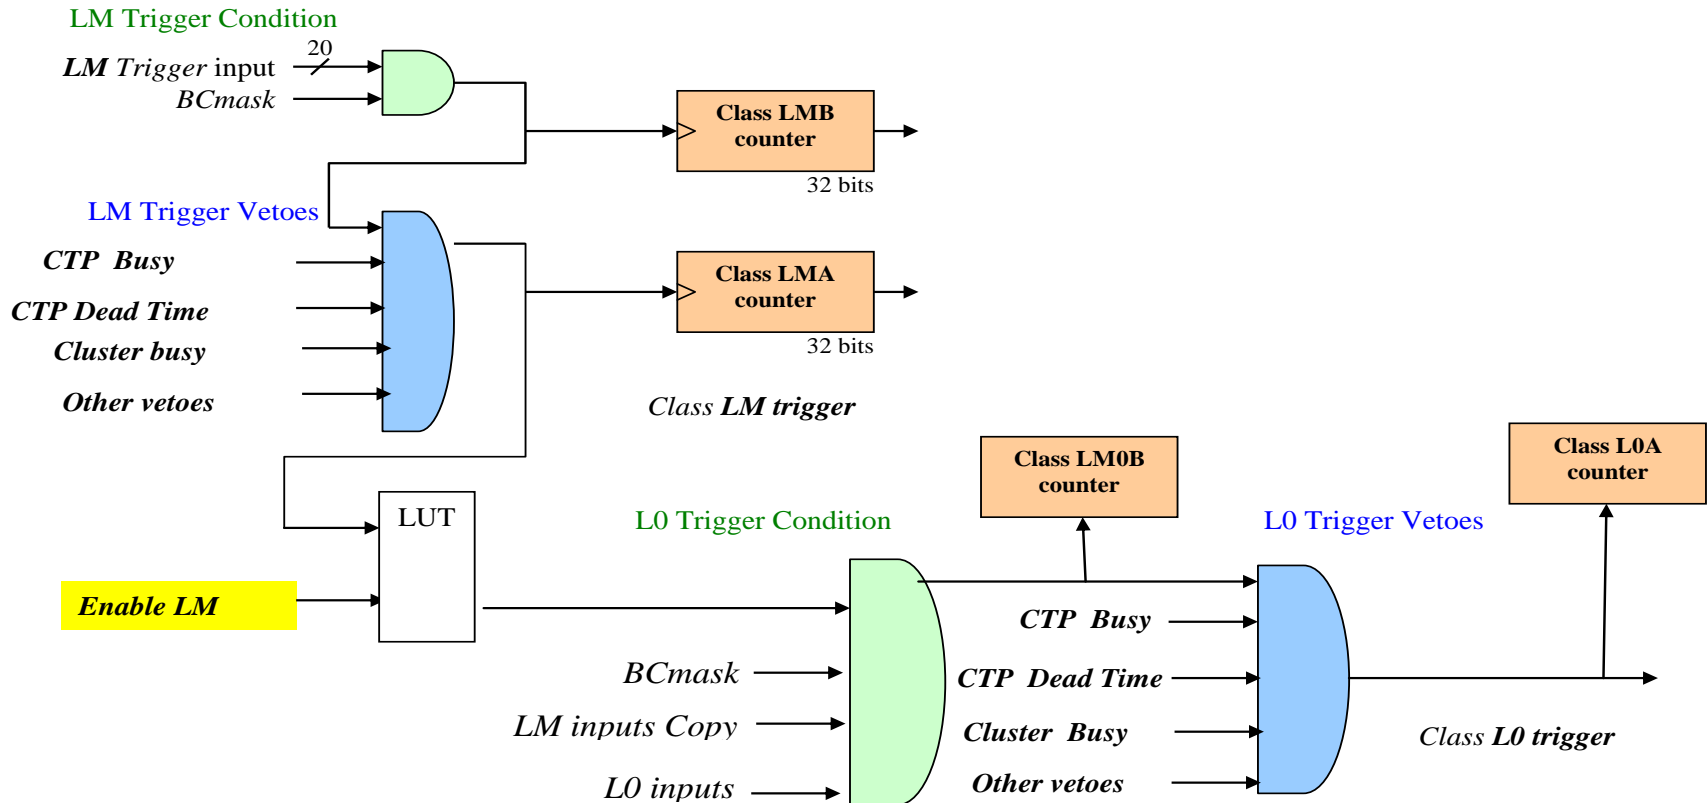 LM Trigger Condition
20
LM Trigger input
BCmask
Class LMB
counter
32 bits
LM Trigger Vetoes
CTP Busy
CTP Dead Time
Cluster busy
Other vetoes
Class LMA
counter
32 bits
Class LM trigger
LUT
Enable LM
L0 Trigger Condition
Class LM0B
counter
BCmask
LM inputs Copy
L0 inputs
L0 Trigger Vetoes
Class L0A
counter
CTP Busy
CTP Dead Time
Cluster Busy
Other vetoes
Class L0 trigger